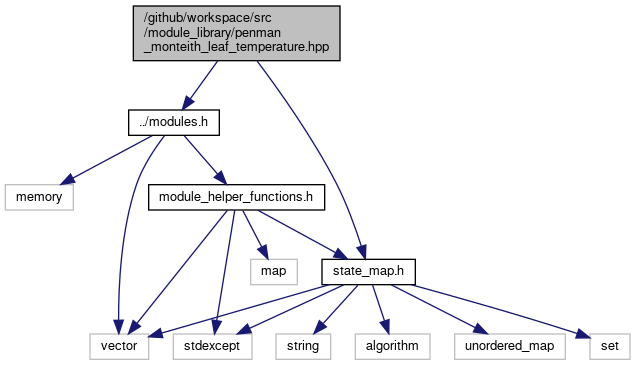 /github/workspace/src
/module_library/penman
_monteith_leaf_temperature.hpp
../modules.h
memory
module_helper_functions.h
map
state_map.h
vector
stdexcept
string
algorithm
unordered_map
set